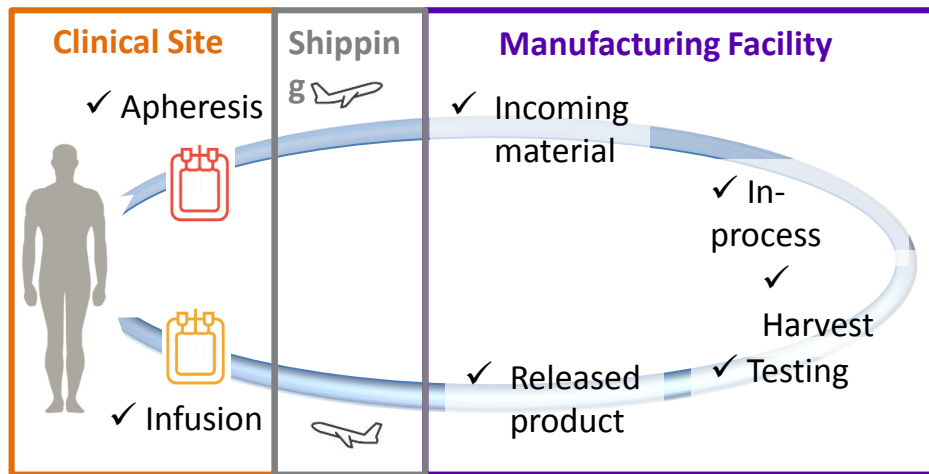 Clinical Site
Shippin
g
Manufacturing Facility
✓ Apheresis
✓ Incoming
material
✓ In-
process
✓
Harvest
✓ Testing
✓ Released
product
✓ Infusion